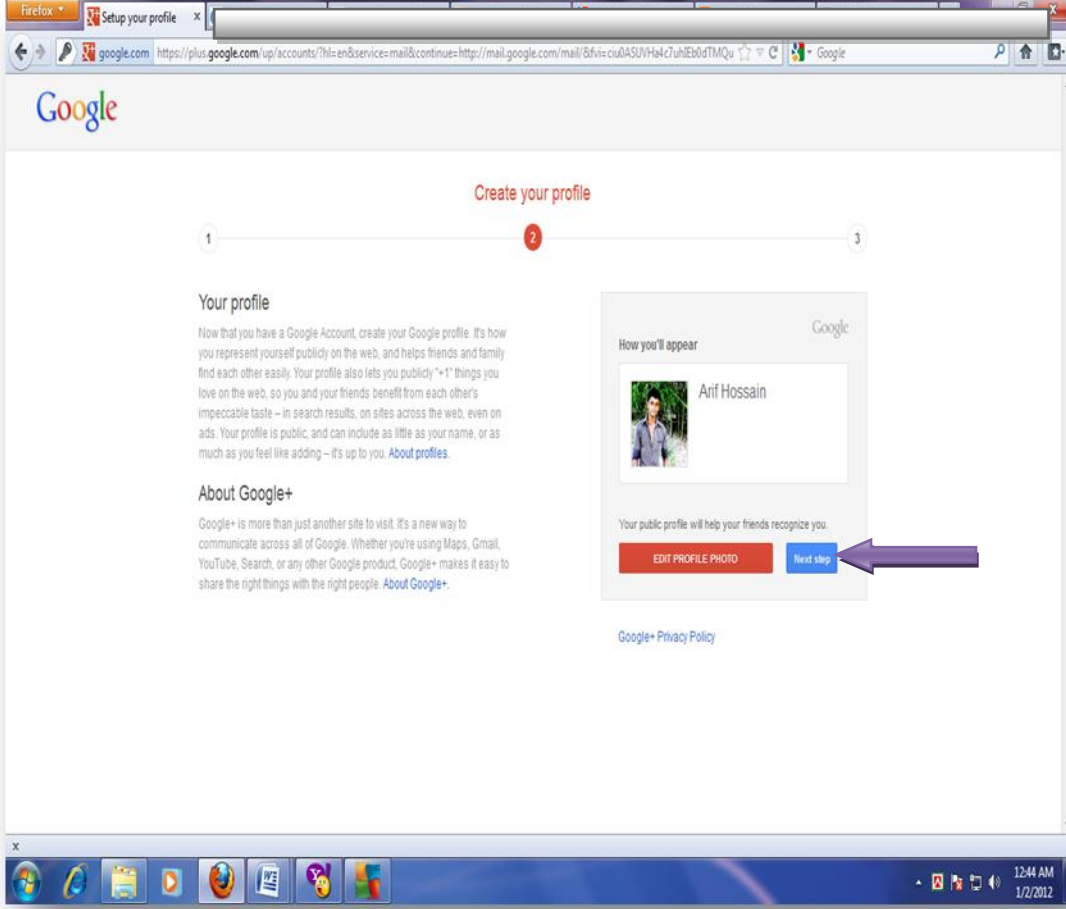 Firefox
Setup your profile x
google.com https://plus.google.com/up/accounts/?hl=en&service=mail&continue=http://mail.google.com/mail/&fvi=ciu0ASUVHa4c7uhIEb0dTMQu
Google
Google
Create your profile
1 2 3
Your profile
Now that you have a Google Account, create your Google profile. It's how
you represent yourself publicly on the web, and helps friends and family
find each other easily. Your profile also lets you publicly "+1" things you
love on the web, so you and your friends benefit from each other's
impeccable taste – in search results, on sites across the web, even on
ads. Your profile is public, and can include as little as your name, or as
much as you feel like adding – it's up to you. About profiles.
About Google+
Google+ is more than just another site to visit. It's a new way to
communicate across all of Google. Whether you're using Maps, Gmail,
YouTube, Search, or any other Google product, Google+ makes it easy to
share the right things with the right people. About Google+.
Google
How you'll appear
Arif Hossain
Your public profile will help your friends recognize you.
EDIT PROFILE PHOTO Next step
Google+ Privacy Policy
x
12:44 AM
1/2/2012